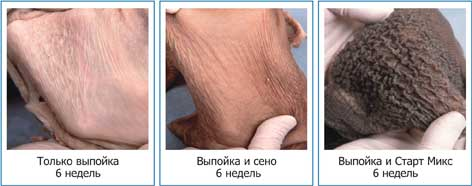 Только выпойка
6 недель
Выпойка и сено
6 недель
Выпойка и Старт Микс
6 недель